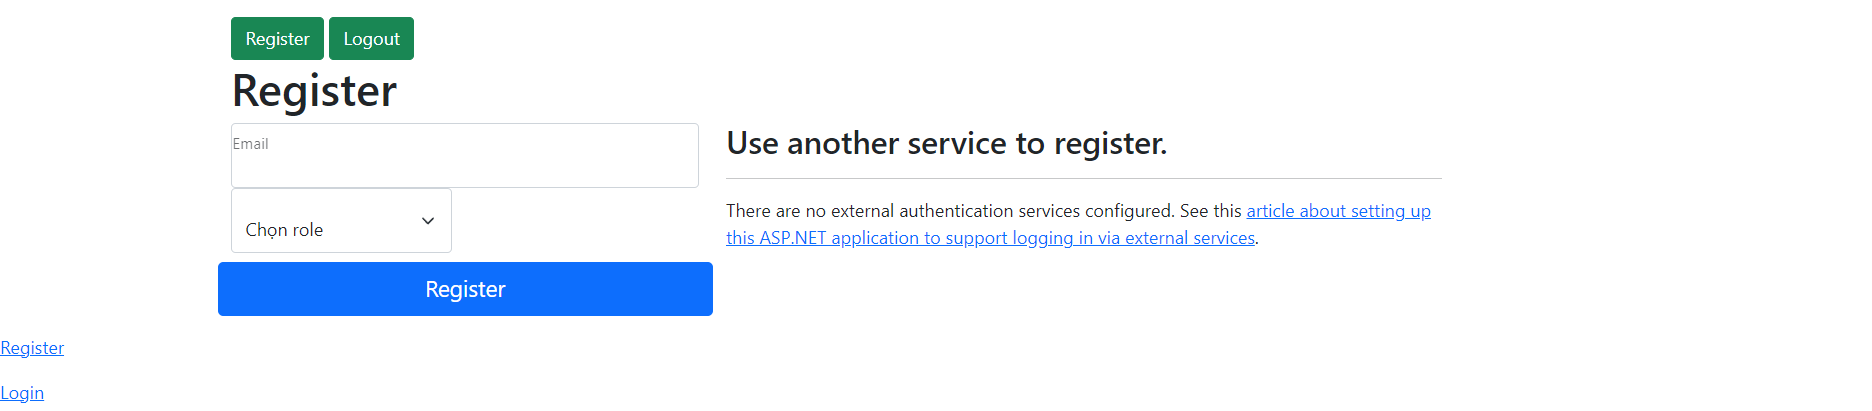 Register Logout
Register
Email
Chọn role
Register
Use another service to register.
There are no external authentication services configured. See this article about setting up
this ASP.NET application to support logging in via external services.
Register
Login